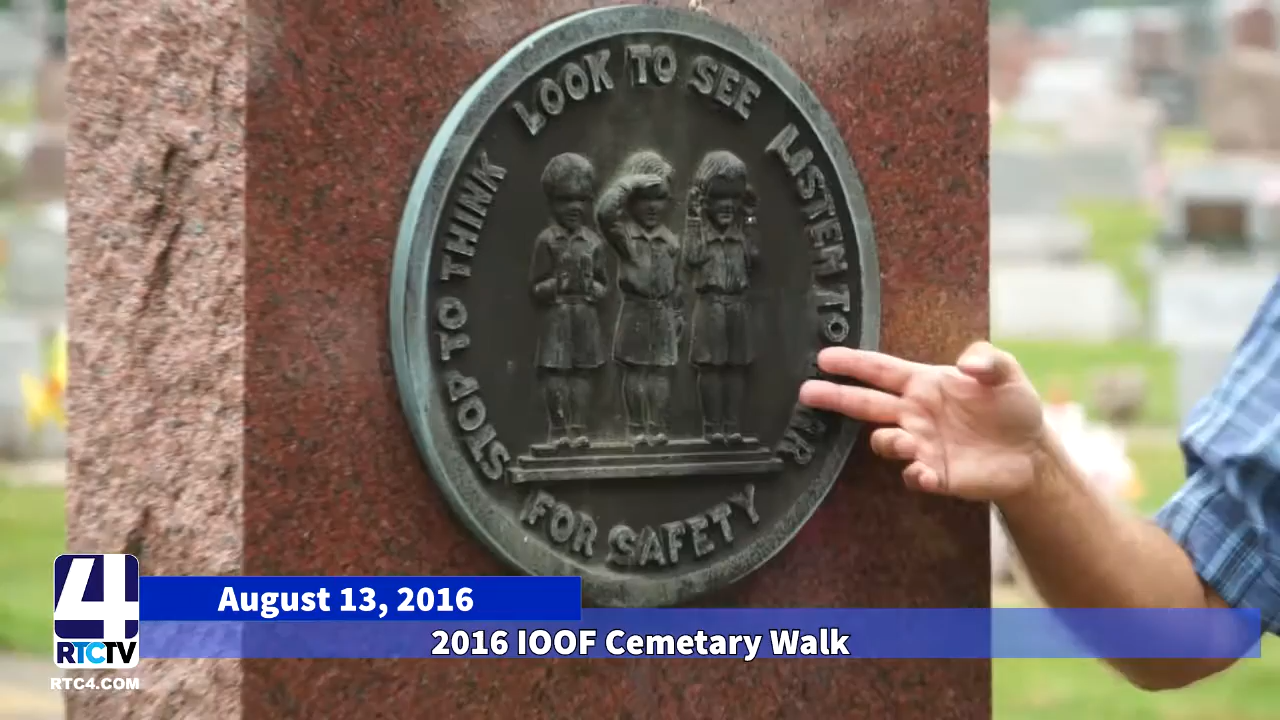 STOP TO THINK LOOK TO SEE LISTEN TO
FOR SAFETY
August 13, 2016
2016 IOOF Cemetary Walk
4
RTCTV
RTC4.COM